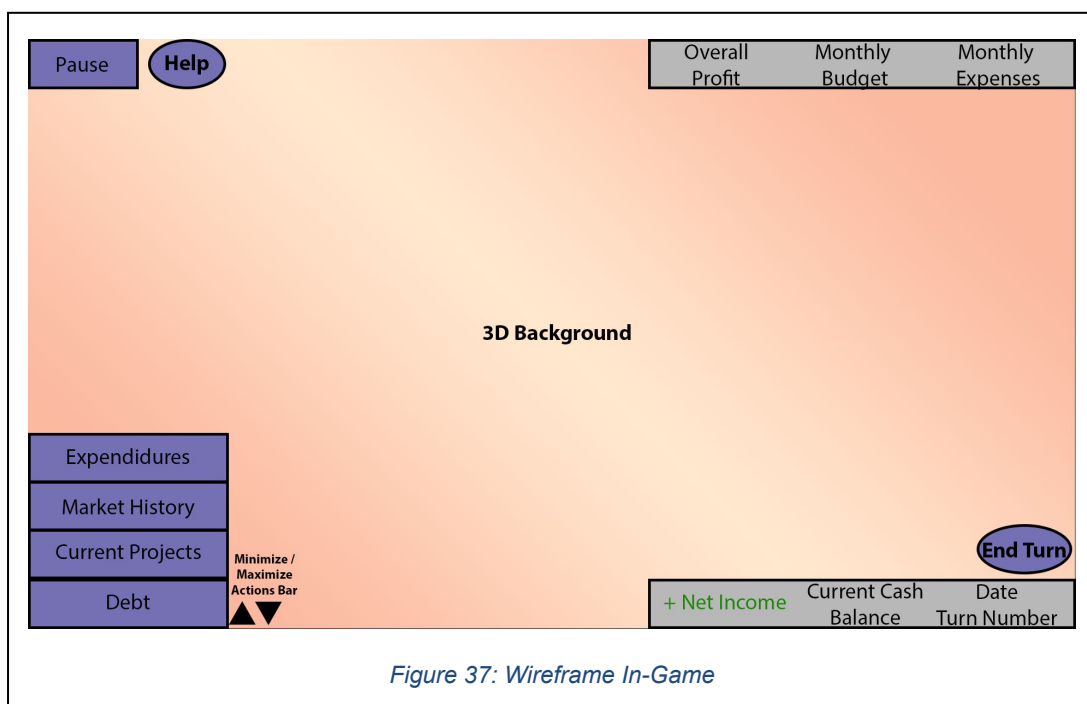 Pause
Help
Overall
Profit
Monthly
Budget
Monthly
Expenses
3D Background
Expendidures
Market History
Current Projects
Debt
Minimize /
Maximize
Actions Bar
End Turn
+ Net Income
Current Cash
Balance
Date
Turn Number
Figure 37: Wireframe In-Game